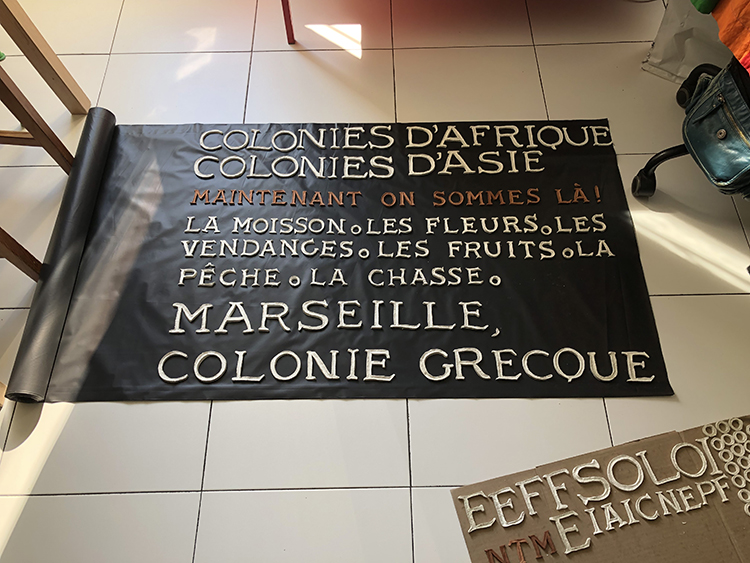 COLONIES D'AFRIQUE
COLONIES D'ASIE
MAINTENANT ON SOMMES LÀ!
LA MOISSON.LES FLEURS.LES
VENDANGES.LES FRUITS.LA
PÊCHE.LA CHASSE.
MARSEILLE,
COLONIE GRECQUE
EEFFSOLOI
EIAICNEPF
NTM